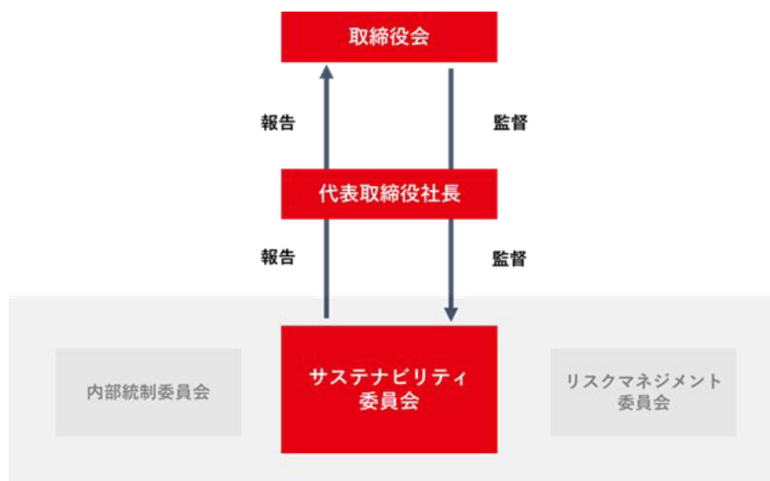 取締役会
報告
監督
代表取締役社長
報告
監督
内部統制委員会
サステナビリティ
委員会
リスクマネジメント
委員会